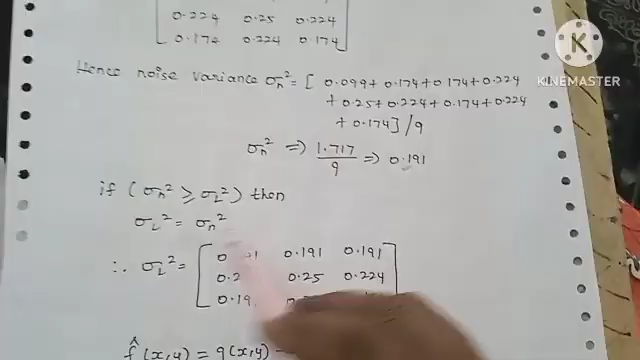 0.224 0.25 0.224
0.174 0.224 0.174
KINEMASTER
Hence noise variance σn² = [ 0.099+0.174+0.174+0.224
+0.25+0.224+0.174+0.224
+0.174] / 9
σn² ⇒ 1.717/9 ⇒ 0.191
if (σn² ≥ σL²) then
σL² = σn²
∴ σL² = [ 0.191 0.191
0.25 0.224
f̂(x,y) = g(x,y) -